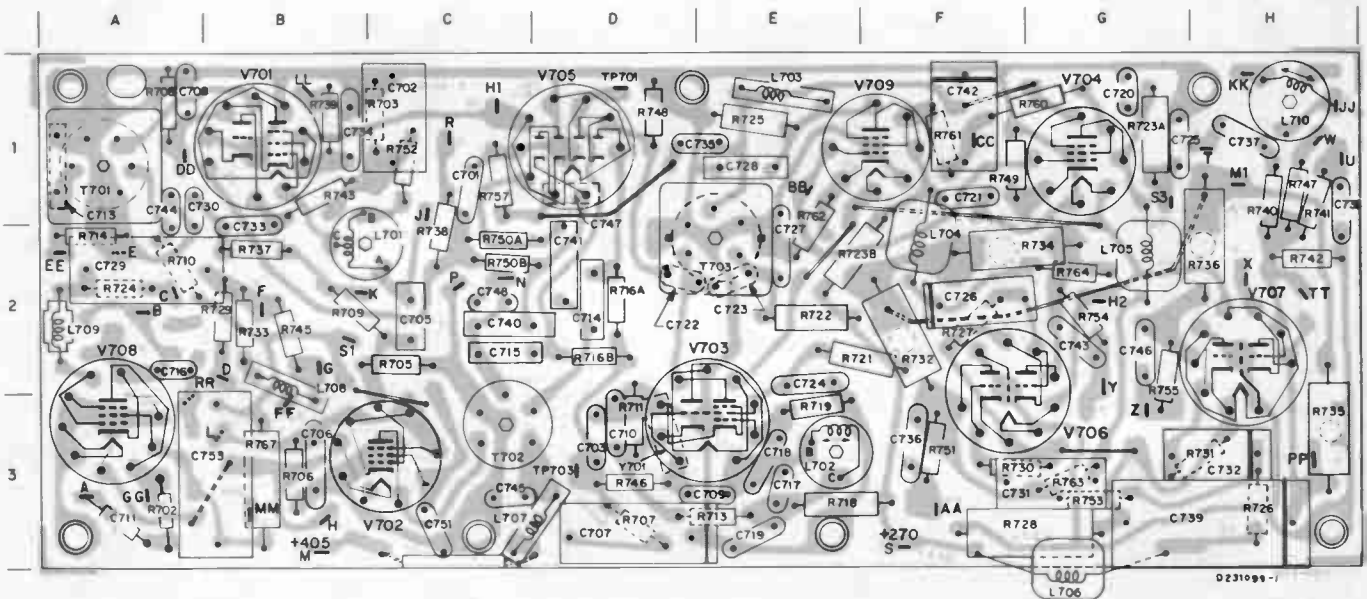 A B C D E F G H
V701 LL C702 V705 TP701 L703 V709 C742 V704 C720 KK
R739 R703 H1 R748 R725 R760 R723A L710 HJJ
1 C734 R R752 C735 R761 CC C725 C737 W
C728 R749 T U
DD T701 C701 R757 BB M1 R747
C713 C744 C730 R743 J R738 C747 C721 S3 R740 R741
B C733 L701 R750A C741 C727 R762 L704 R734 L705 R736
R714 E R737 A R750B T703 R723B R764 R742
EE C729 R710 P N X
R724 C F K C748 R716A C723 C726 H2 V707 TT
2 B R729 R709 C705 C740 C714 C722 R722 R727 R754
L709 R733 R745 S1 C715 R721 R732 C743 C746
V708 G R705 R716B V703 R755
C716 D L708 C724 Y
RR FF R711 R719 Z R735
C706 T702 C703 C710 V706
3 C753 R767 C718 L702 B C736 R751 R731 C732 PP
R706 TP703 Y701 C R730
A R746 C717 C731 R763
GG R702 MM C745 C709 R718 R753 C739 R726
C711 H V702 C751 L707 C707 R707 R713 AA R728
+405 C719 +270
M S
D231099-1
L706